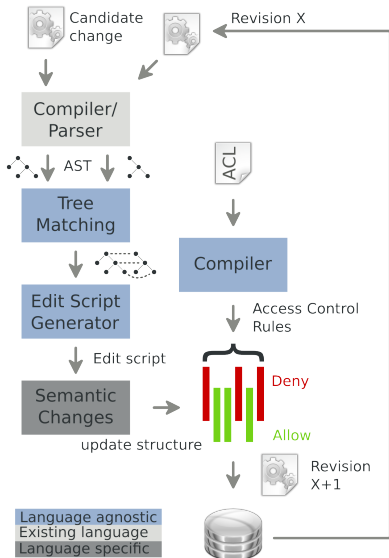 Candidate
change
Revision X
Compiler/
Parser
AST
ACL
Tree
Matching
Compiler
Edit Script
Generator
Access Control
Rules
Edit script
Deny
Semantic
Changes
Allow
update structure
Revision
X+1
Language agnostic
Existing language
Language specific